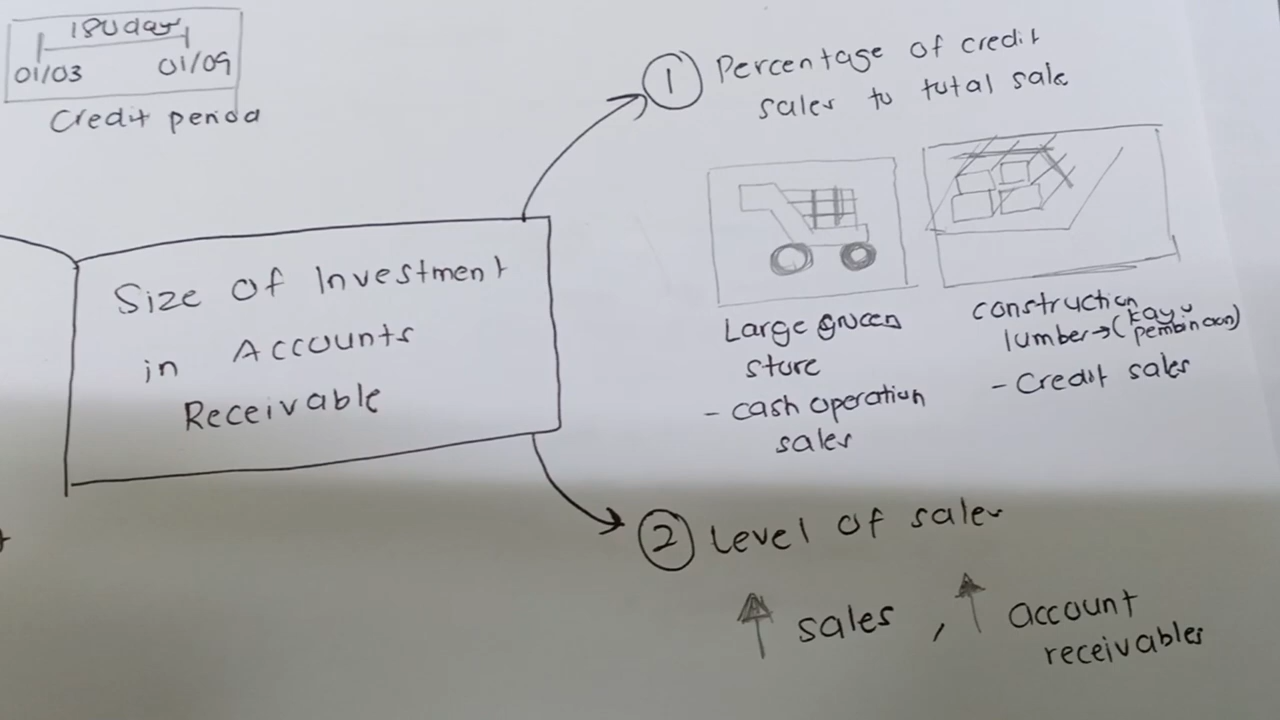 180 day
01/03 01/09
Credit period
Size of Investment
in Accounts
Receivable
1 Percentage of credit
sales to total sale
Large
store
- cash operation
sales
construction
lumber → (kayu
pembinaan)
- Credit sales
2 Level of sales
↑ sales , ↑ account
receivables